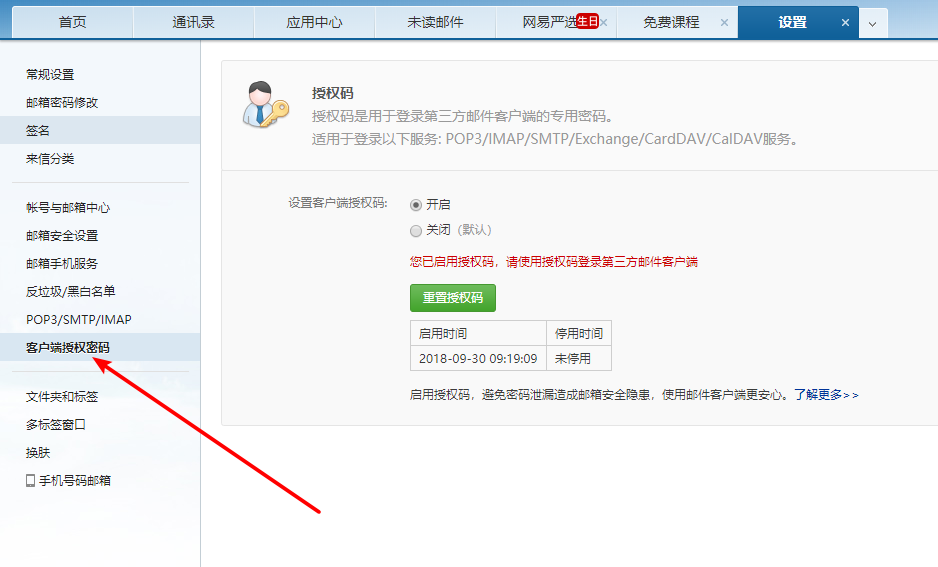 首页 通讯录 应用中心 未读邮件 网易严选生日× 免费课程 × 设置 ×
常规设置
邮箱密码修改
签名
来信分类
帐号与邮箱中心
邮箱安全设置
邮箱手机服务
反垃圾/黑白名单
POP3/SMTP/IMAP
客户端授权密码
文件夹和标签
多标签窗口
换肤
手机号码邮箱
授权码
授权码是用于登录第三方邮件客户端的专用密码。
适用于登录以下服务: POP3/IMAP/SMTP/Exchange/CardDAV/CalDAV服务。
设置客户端授权码: 开启
关闭（默认）
您已启用授权码，请使用授权码登录第三方邮件客户端
重置授权码
启用时间 停用时间
2018-09-30 09:19:09 未停用
启用授权码，避免密码泄漏造成邮箱安全隐患，使用邮件客户端更安心。了解更多>>